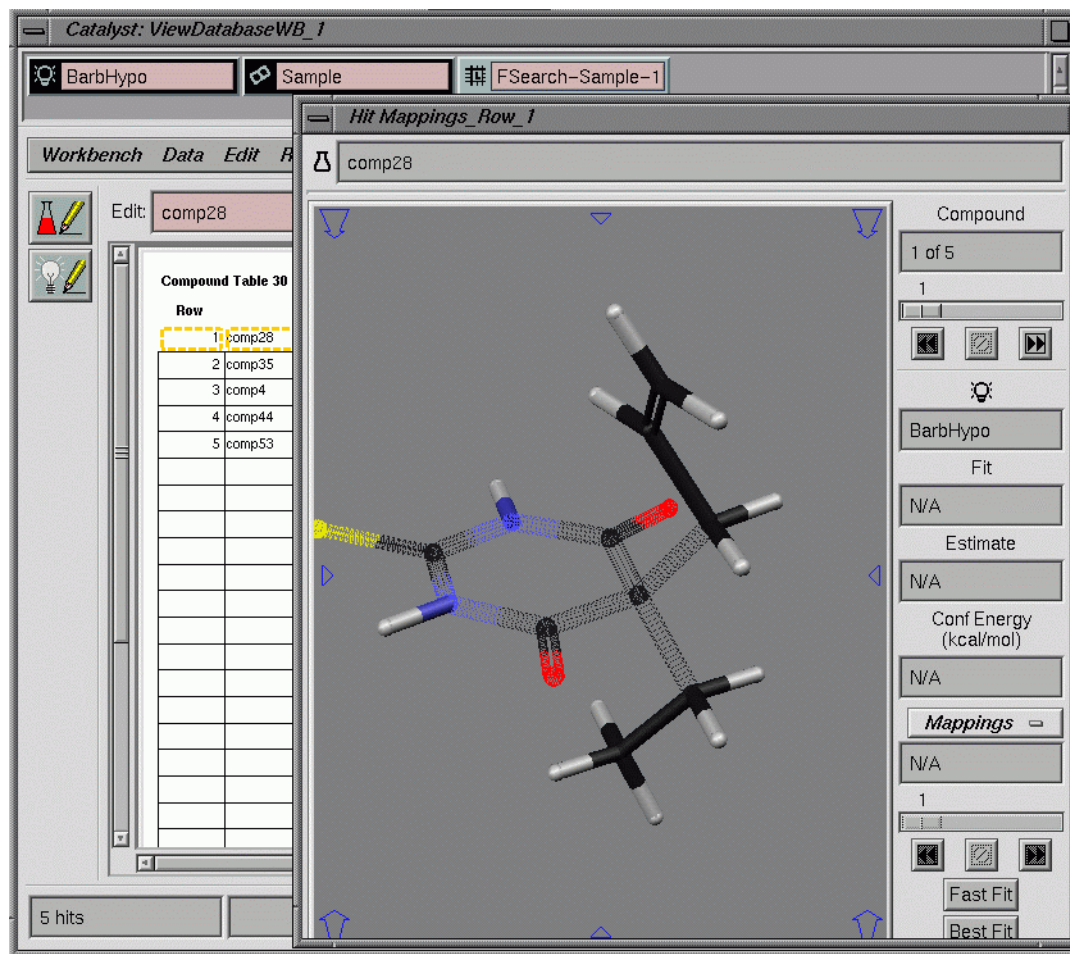 Catalyst: ViewDatabaseWB_1
BarbHypo
Sample
FSearch-Sample-1
Hit Mappings_Row_1
Workbench Data Edit R
comp28
Edit: comp28
Compound Table 30
Row
1 comp28
2 comp35
3 comp4
4 comp44
5 comp53
5 hits
Compound
1 of 5
1
BarbHypo
Fit
N/A
Estimate
N/A
Conf Energy
(kcal/mol)
N/A
Mappings
N/A
1
Fast Fit
Best Fit